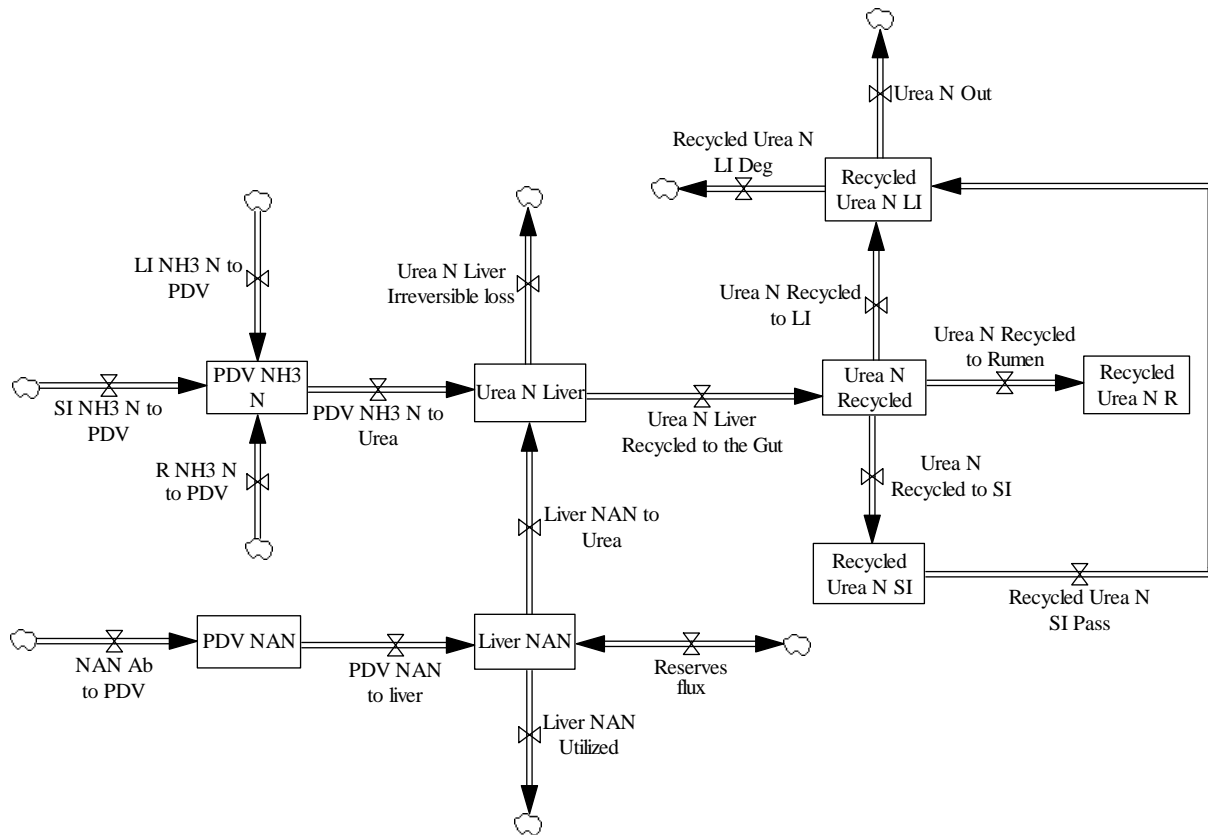 Urea N Out
Recycled Urea N
LI Deg
Recycled
Urea N LI
LI NH3 N to
PDV
Urea N Liver
Irreversible loss
Urea N Recycled
to LI
Urea N Recycled
to Rumen
PDV NH3
N
Urea N Liver
Urea N
Recycled
Recycled
Urea N R
SI NH3 N to
PDV
PDV NH3 N to
Urea
Urea N Liver
Recycled to the Gut
R NH3 N
to PDV
Urea N
Recycled to SI
Liver NAN to
Urea
Recycled
Urea N SI
Recycled Urea N
SI Pass
PDV NAN
Liver NAN
NAN Ab
to PDV
PDV NAN
to liver
Reserves
flux
Liver NAN
Utilized